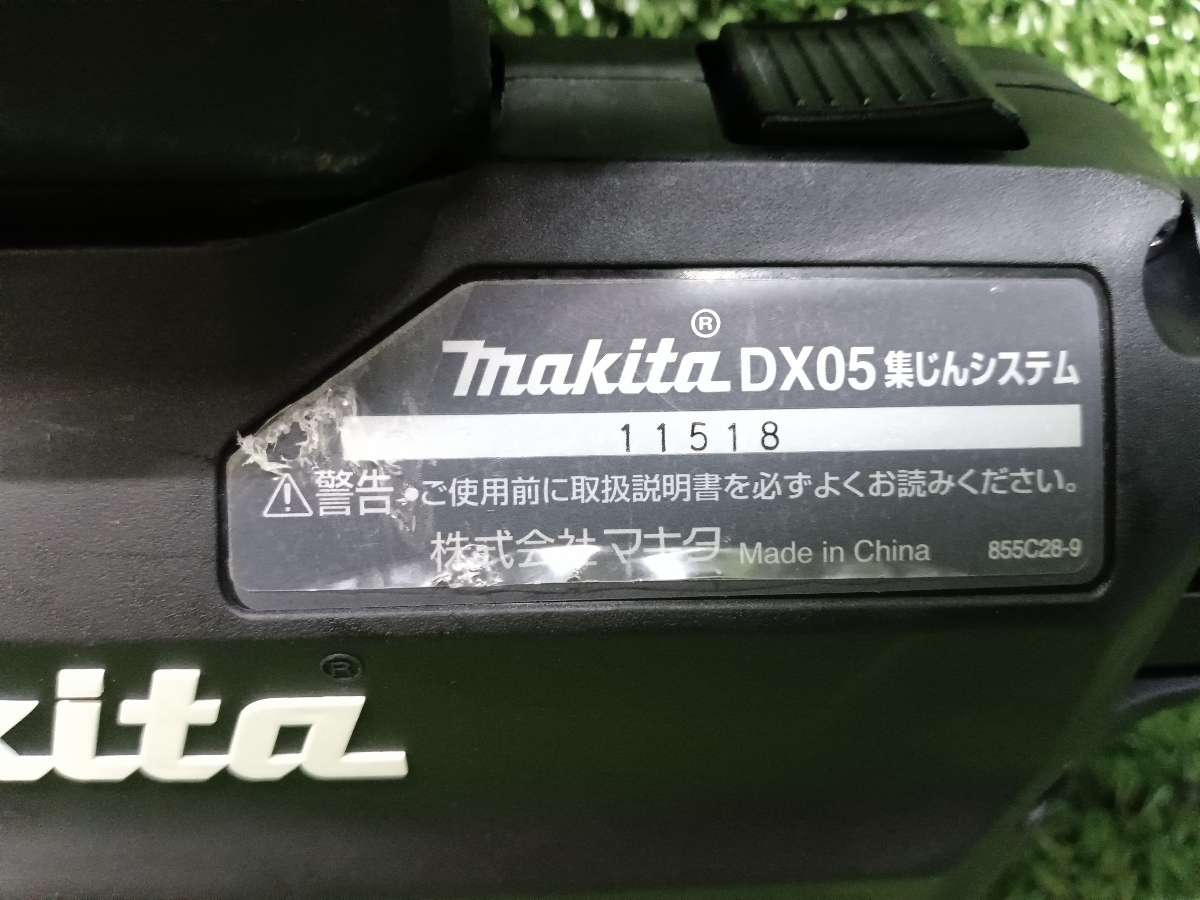 makita® DX05 集じんシステム
11518
⚠警告 •ご使用前に取扱説明書を必ずよくお読みください。
株式会社マキタ Made in China 855C28-9
kita®